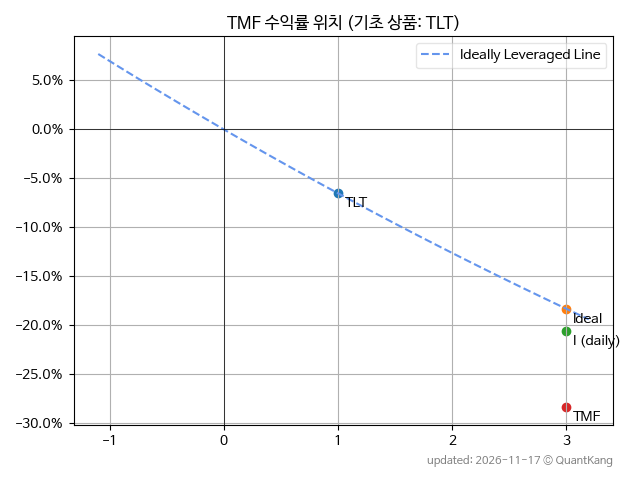 TMF 수익률 위치 (기초 상품: TLT)
Ideally Leveraged Line
5.0%
0.0%
−5.0%
−10.0%
−15.0%
−20.0%
−25.0%
−30.0%
TLT
Ideal
I (daily)
TMF
−1 0 1 2 3
updated: 2026-11-17 © QuantKang